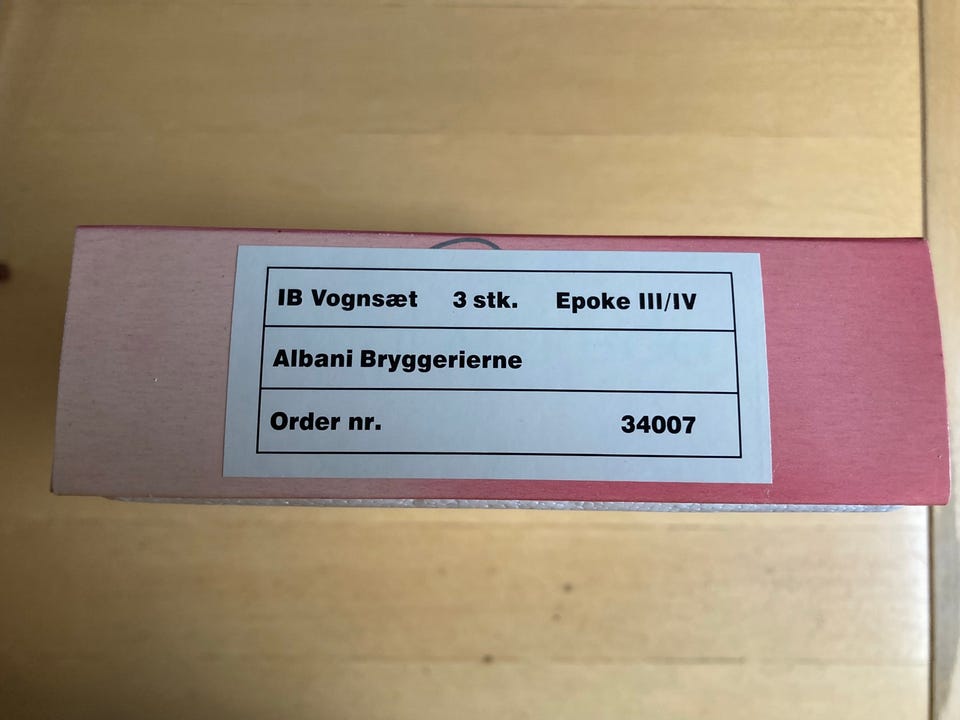 IB Vognsæt 3 stk. Epoke III/IV
Albani Bryggerierne
Order nr. 34007